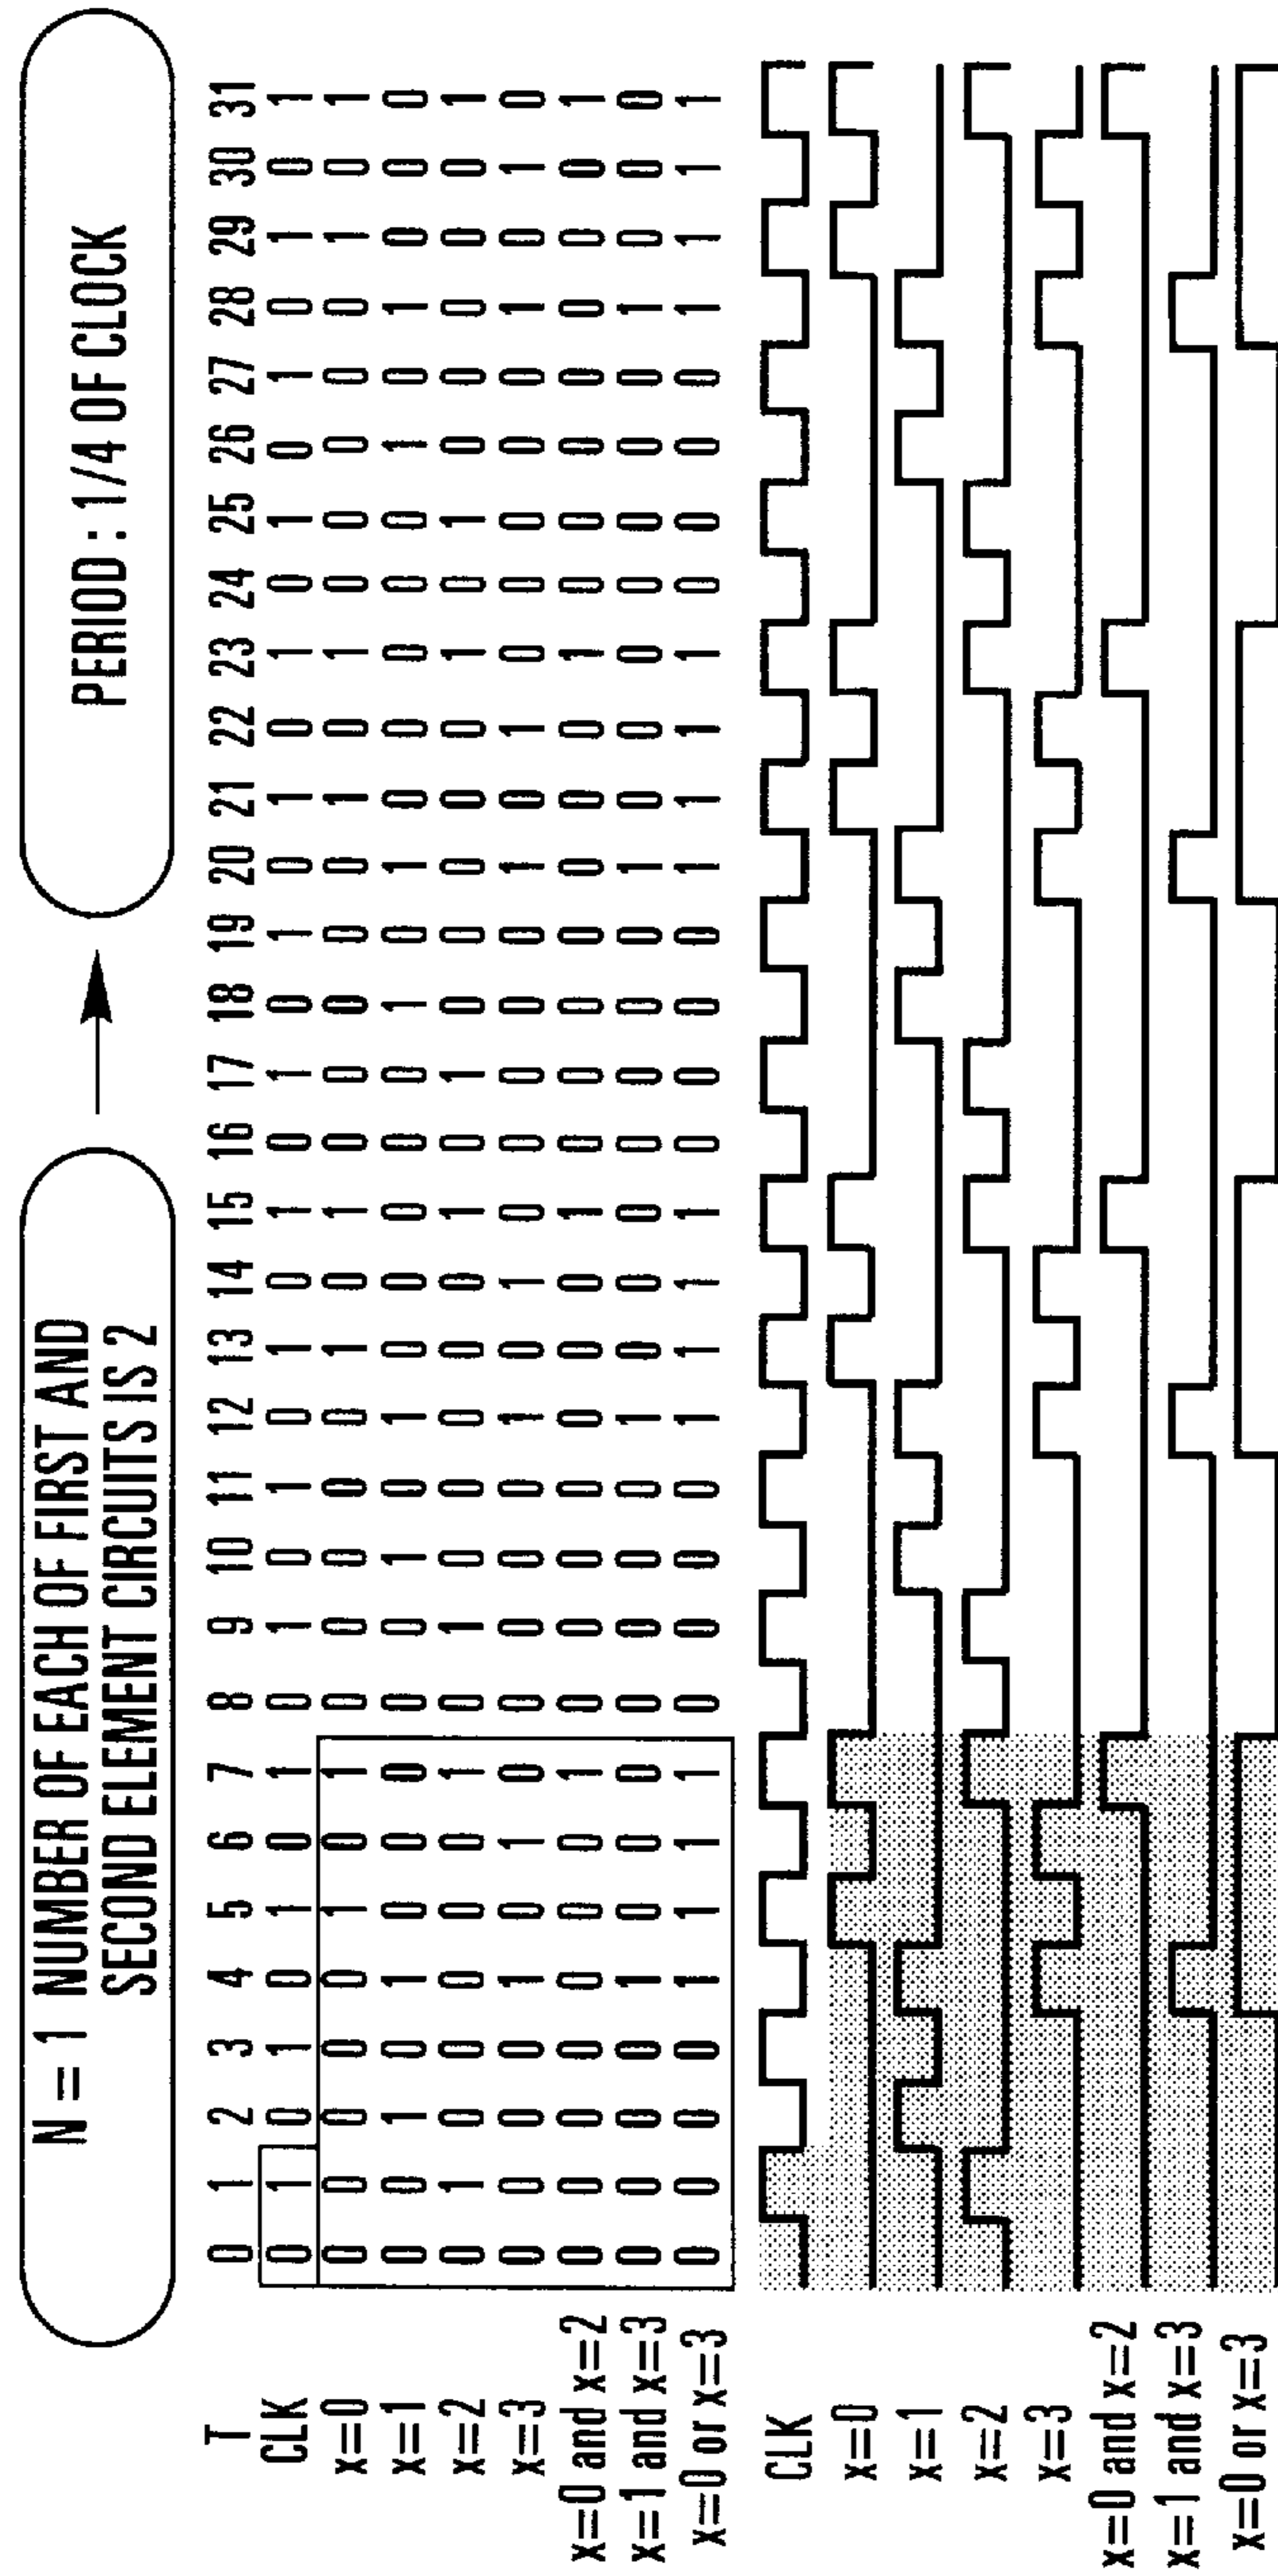 N = 1 NUMBER OF EACH OF FIRST AND
SECOND ELEMENT CIRCUITS IS 2
PERIOD : 1/4 OF CLOCK
T 0 1 2 3 4 5 6 7 8 9 10 11 12 13 14 15 16 17 18 19 20 21 22 23 24 25 26 27 28 29 30 31
CLK 0 1 0 1 0 1 0 1 0 1 0 1 0 1 0 1 0 1 0 1 0 1 0 1 0 1 0 1 0 1 0 1
x=0 0 0 0 0 0 1 0 1 0 0 0 0 0 1 0 1 0 0 0 0 0 1 0 1 0 0 0 0 0 1 0 1
x=1 0 0 1 0 1 0 0 0 0 0 1 0 1 0 0 0 0 0 1 0 1 0 0 0 0 0 1 0 1 0 0 0
x=2 0 1 0 0 0 0 0 1 0 1 0 0 0 0 0 1 0 1 0 0 0 0 0 1 0 1 0 0 0 0 0 1
x=3 0 0 0 0 1 0 1 0 0 0 0 0 1 0 1 0 0 0 0 0 1 0 1 0 0 0 0 0 1 0 1 0
x=0 and x=2 0 0 0 0 0 0 0 1 0 0 0 0 0 0 0 1 0 0 0 0 0 0 0 1 0 0 0 0 0 0 0 1
x=1 and x=3 0 0 0 0 1 0 0 0 0 0 0 0 1 0 0 0 0 0 0 0 1 0 0 0 0 0 0 0 1 0 0 0
x=0 or x=3 0 0 0 0 1 1 1 1 0 0 0 0 1 1 1 1 0 0 0 0 1 1 1 1 0 0 0 0 1 1 1 1
CLK
x=0
x=1
x=2
x=3
x=0 and x=2
x=1 and x=3
x=0 or x=3